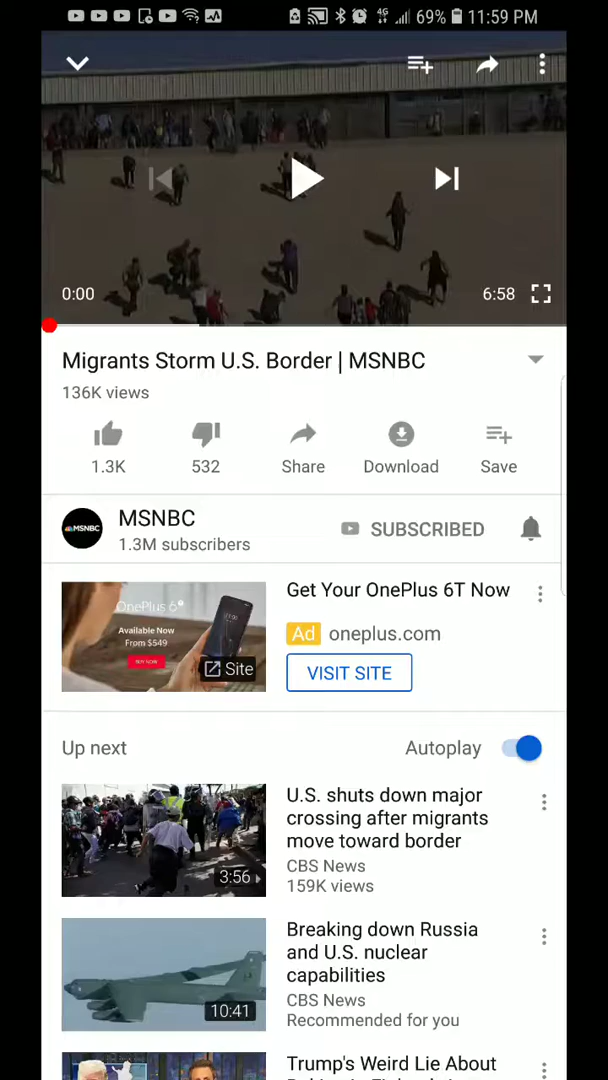 4G 69% 11:59 PM
0:00 6:58
Migrants Storm U.S. Border | MSNBC
136K views
1.3K 532 Share Download Save
MSNBC
MSNBC
1.3M subscribers
SUBSCRIBED
OnePlus 6T
Available Now
From $549
BUY NOW
Site
Get Your OnePlus 6T Now
Ad oneplus.com
VISIT SITE
Up next Autoplay
3:56
U.S. shuts down major
crossing after migrants
move toward border
CBS News
159K views
10:41
Breaking down Russia
and U.S. nuclear
capabilities
CBS News
Recommended for you
Trump's Weird Lie About